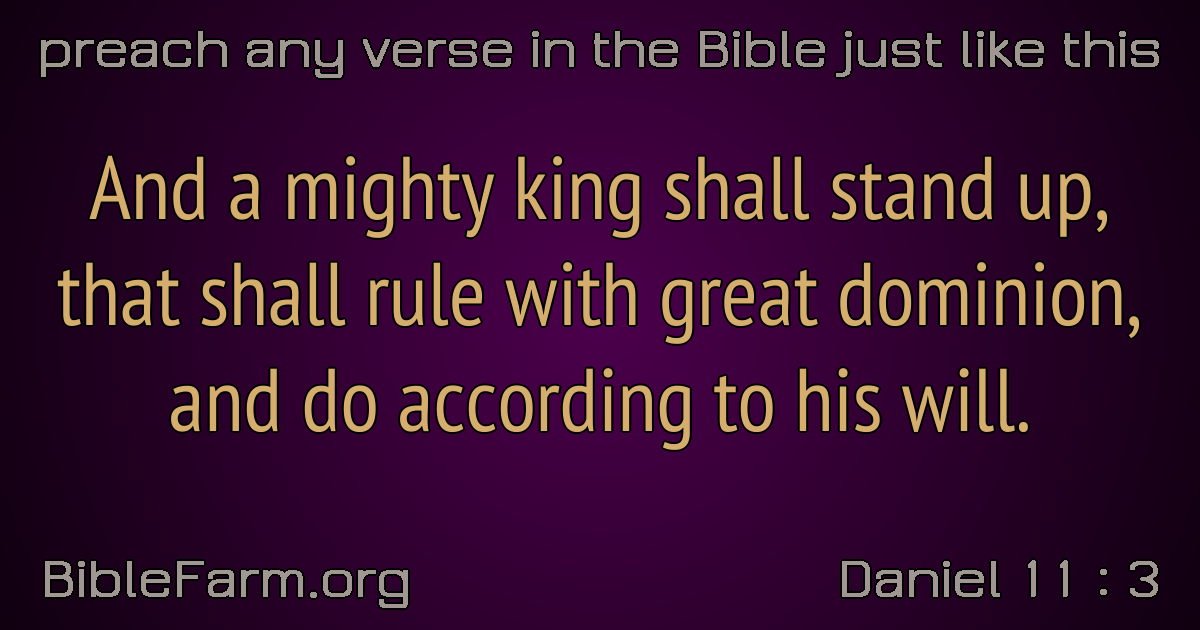 preach any verse in the Bible just like this
And a mighty king shall stand up,
that shall rule with great dominion,
and do according to his will.
BibleFarm.org
Daniel 11 : 3